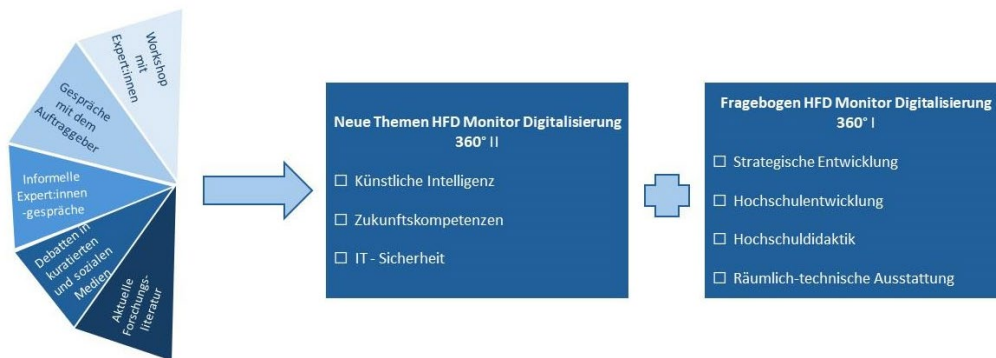 Workshop
mit
Expert:innen
Gespräche
mit dem
Auftraggeber
Informelle
Expert:innen
-gespräche
Debatten in
kuratierten
und sozialen
Medien
Aktuelle
Forschungs-
literatur
Neue Themen HFD Monitor Digitalisierung
360° II
☐ Künstliche Intelligenz
☐ Zukunftskompetenzen
☐ IT - Sicherheit
Fragebogen HFD Monitor Digitalisierung
360° I
☐ Strategische Entwicklung
☐ Hochschulentwicklung
☐ Hochschuldidaktik
☐ Räumlich-technische Ausstattung